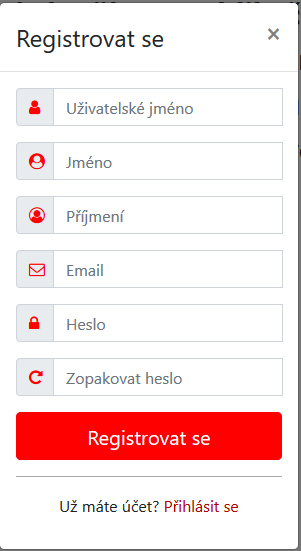 Registrovat se ×
Uživatelské jméno
Jméno
Příjmení
Email
Heslo
Zopakovat heslo
Registrovat se
Už máte účet? Přihlásit se